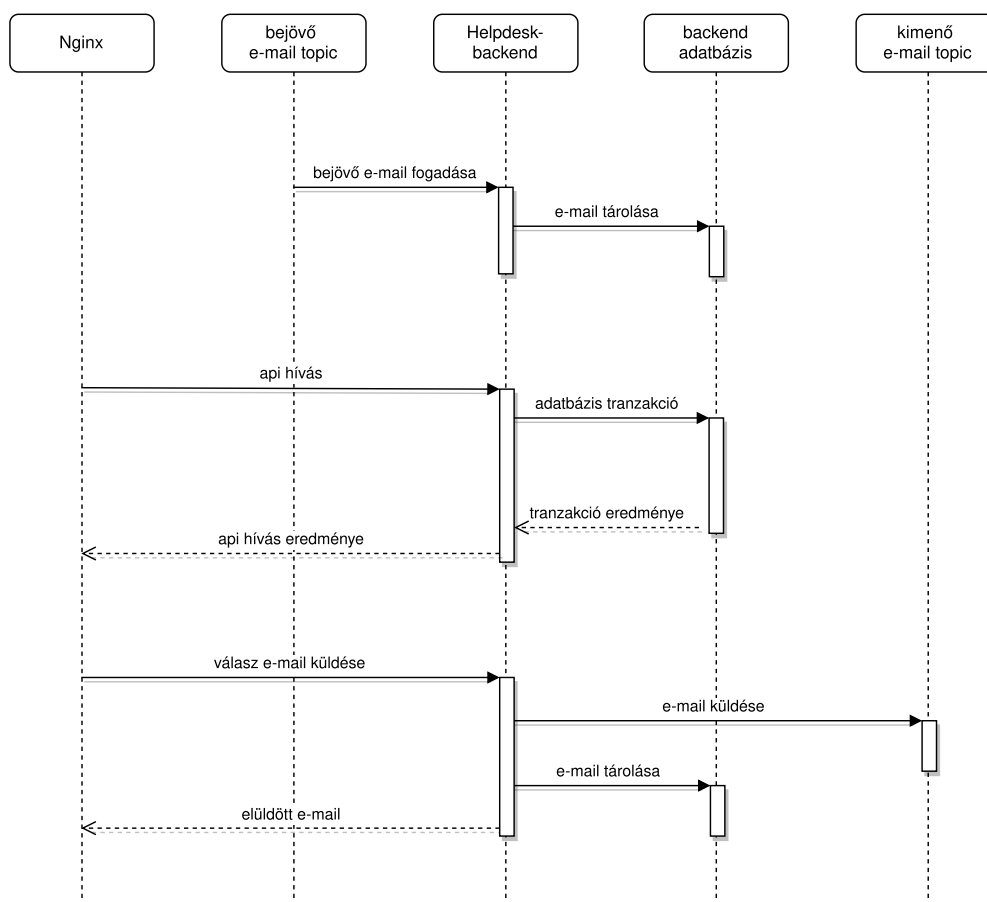 Nginx
bejövő
e-mail topic
Helpdesk-
backend
backend
adatbázis
kimenő
e-mail topic
bejövő e-mail fogadása
e-mail tárolása
api hívás
adatbázis tranzakció
tranzakció eredménye
api hívás eredménye
válasz e-mail küldése
e-mail küldése
e-mail tárolása
elüldött e-mail